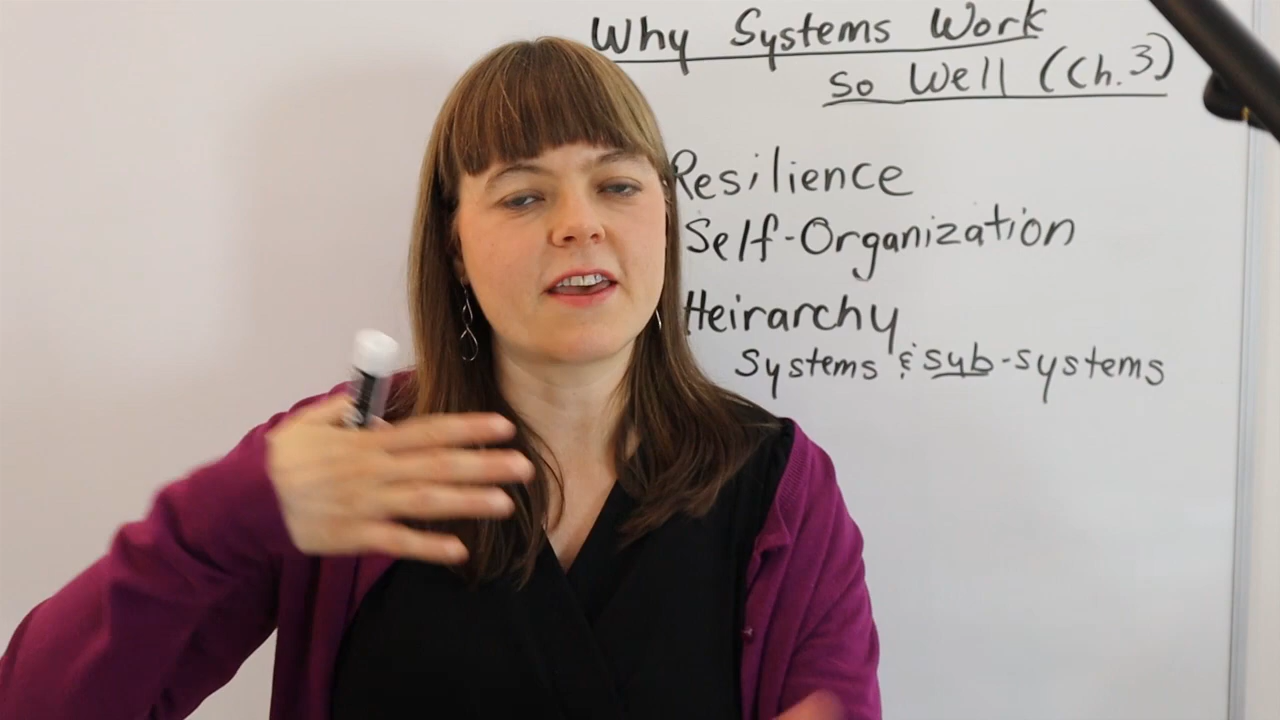 Why Systems Work
So Well (Ch. 3)
Resilience
Self-Organization
Heirarchy
Systems & sub-systems